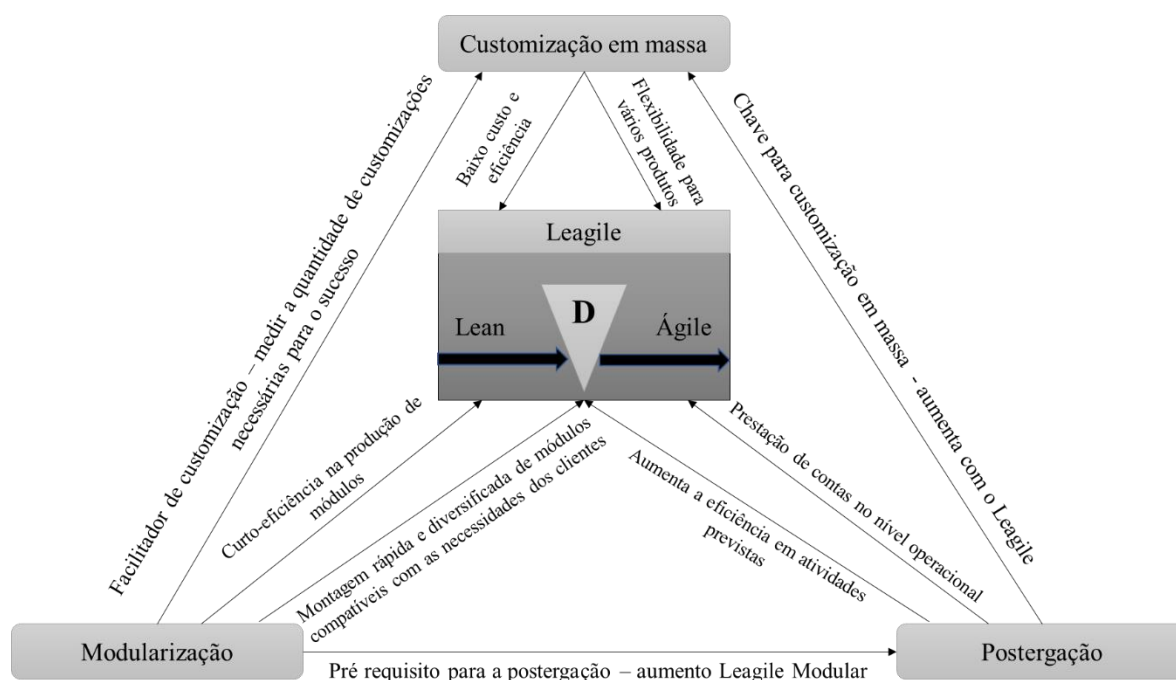 Customização em massa
Facilitador de customização – medir a quantidade de customizações
necessárias para o sucesso
Baixo custo e
eficiência
Flexibilidade para
vários produtos
Chave para customização em massa - aumenta com o Leagile
Leagile
D
Lean
Ágile
Curto-eficiência na produção de
módulos
Montagem rápida e diversificada de módulos
compatíveis com as necessidades dos clientes
Aumenta a eficiência em atividades
previstas
Prestação de contas no nível operacional
Modularização
Postergação
Pré requisito para a postergação – aumento Leagile Modular